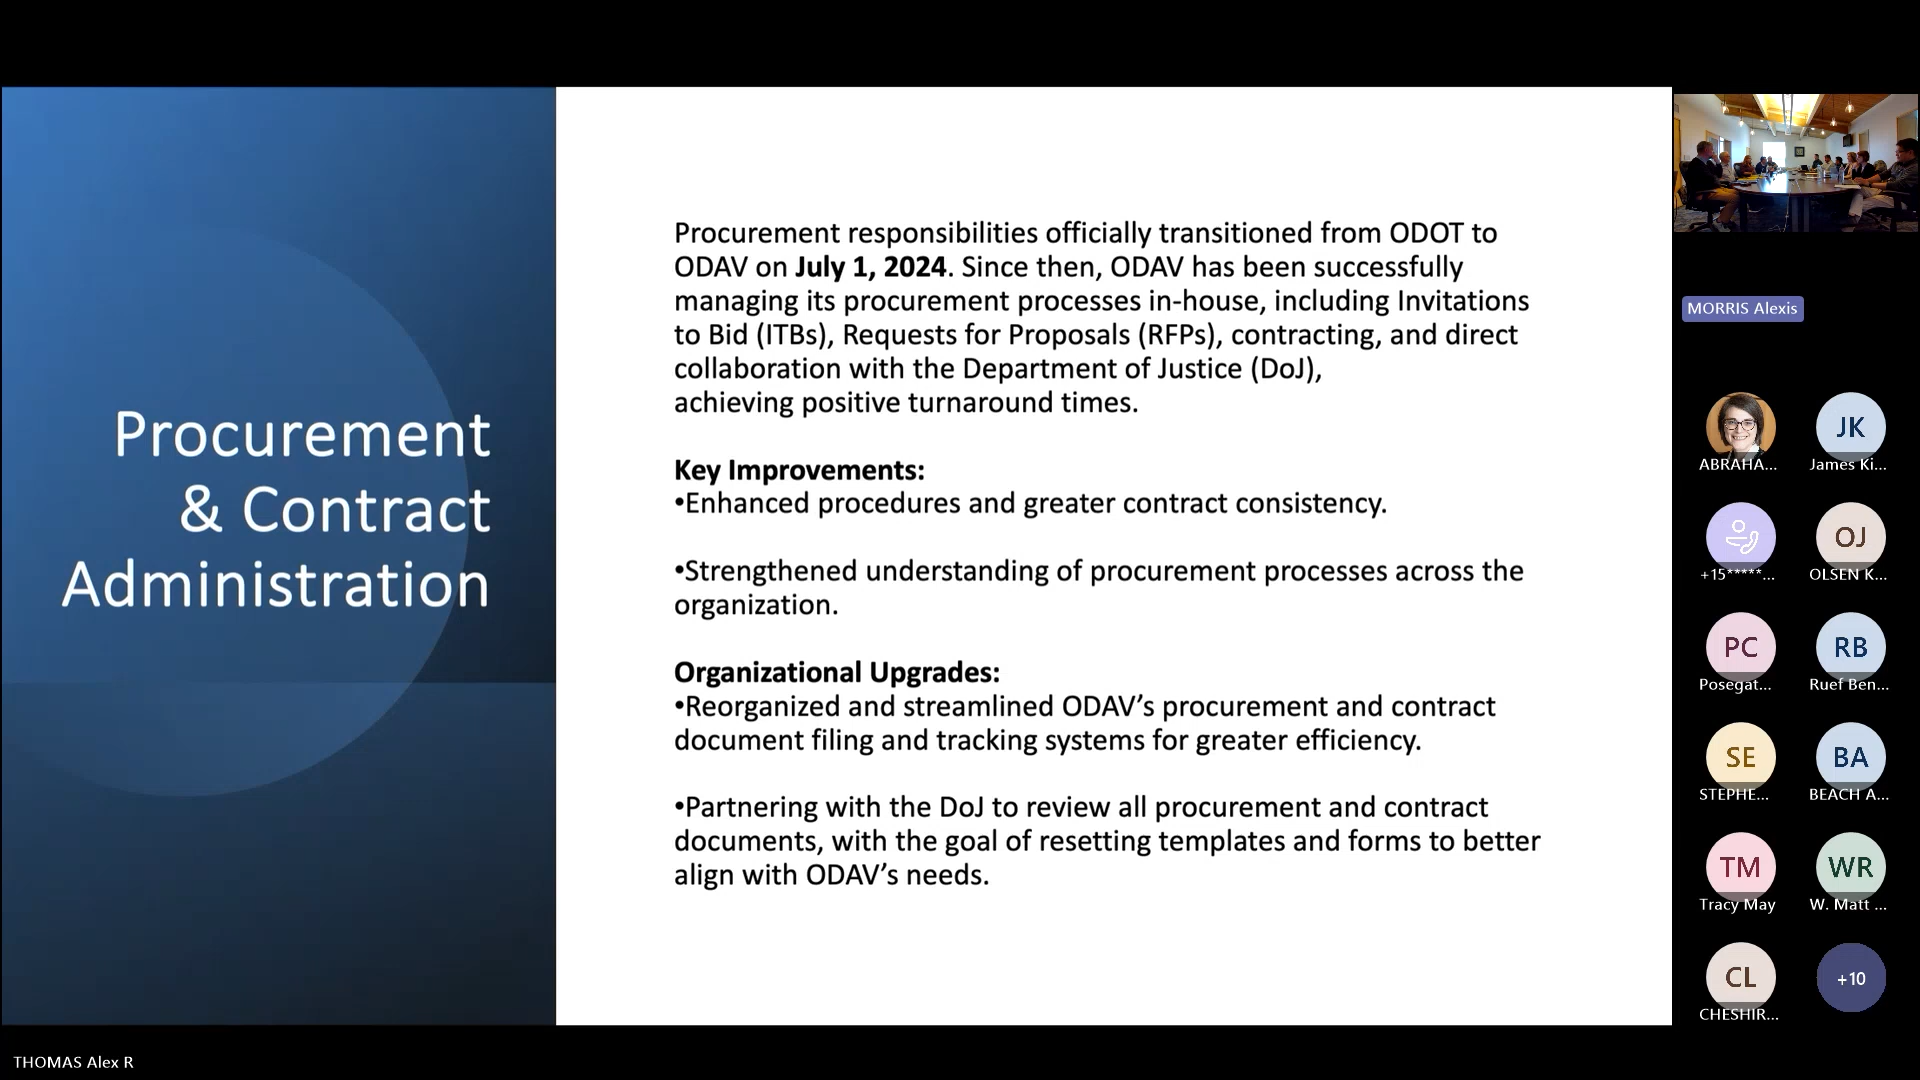 Procurement
& Contract
Administration
Procurement responsibilities officially transitioned from ODOT to
ODAV on July 1, 2024. Since then, ODAV has been successfully
managing its procurement processes in-house, including Invitations
to Bid (ITBs), Requests for Proposals (RFPs), contracting, and direct
collaboration with the Department of Justice (DoJ),
achieving positive turnaround times.
Key Improvements:
•Enhanced procedures and greater contract consistency.
•Strengthened understanding of procurement processes across the
organization.
Organizational Upgrades:
•Reorganized and streamlined ODAV’s procurement and contract
document filing and tracking systems for greater efficiency.
•Partnering with the DoJ to review all procurement and contract
documents, with the goal of resetting templates and forms to better
align with ODAV’s needs.
MORRIS Alexis
ABRAHA...
JK
James Ki...
+15*****...
OJ
OLSEN K...
PC
Posegat...
RB
Ruef Ben...
SE
STEPHE...
BA
BEACH A...
TM
Tracy May
WR
W. Matt ...
CL
CHESHIR...
+10
THOMAS Alex R